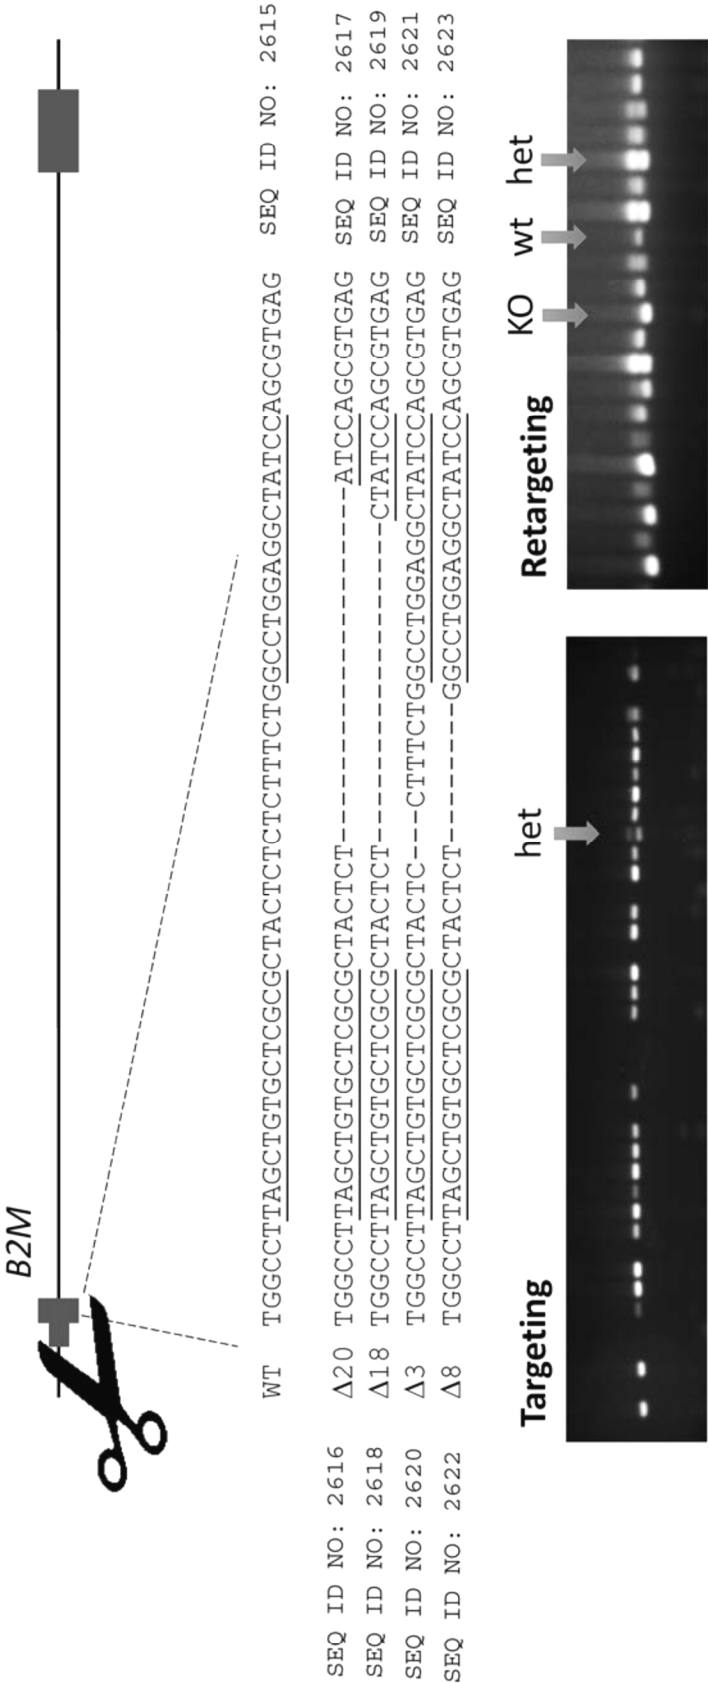 B2M
WT TGGCCTTAGCTGTGCTCGCGCTACTCTCTCTTTCTGGCCTGGAGGCTATCCAGCGTGAG SEQ ID NO: 2615
SEQ ID NO: 2616 Δ20 TGGCCTTAGCTGTGCTCGCGCTACTCT--------------------ATCCAGCGTGAG SEQ ID NO: 2617
SEQ ID NO: 2618 Δ18 TGGCCTTAGCTGTGCTCGCGCTACTCT------------------CTATCCAGCGTGAG SEQ ID NO: 2619
SEQ ID NO: 2620 Δ3 TGGCCTTAGCTGTGCTCGCGCTACTC---CTTTCTGGCCTGGAGGCTATCCAGCGTGAG SEQ ID NO: 2621
SEQ ID NO: 2622 Δ8 TGGCCTTAGCTGTGCTCGCGCTACTCT--------GGCCTGGAGGCTATCCAGCGTGAG SEQ ID NO: 2623
Targeting
het
Retargeting
KO wt het